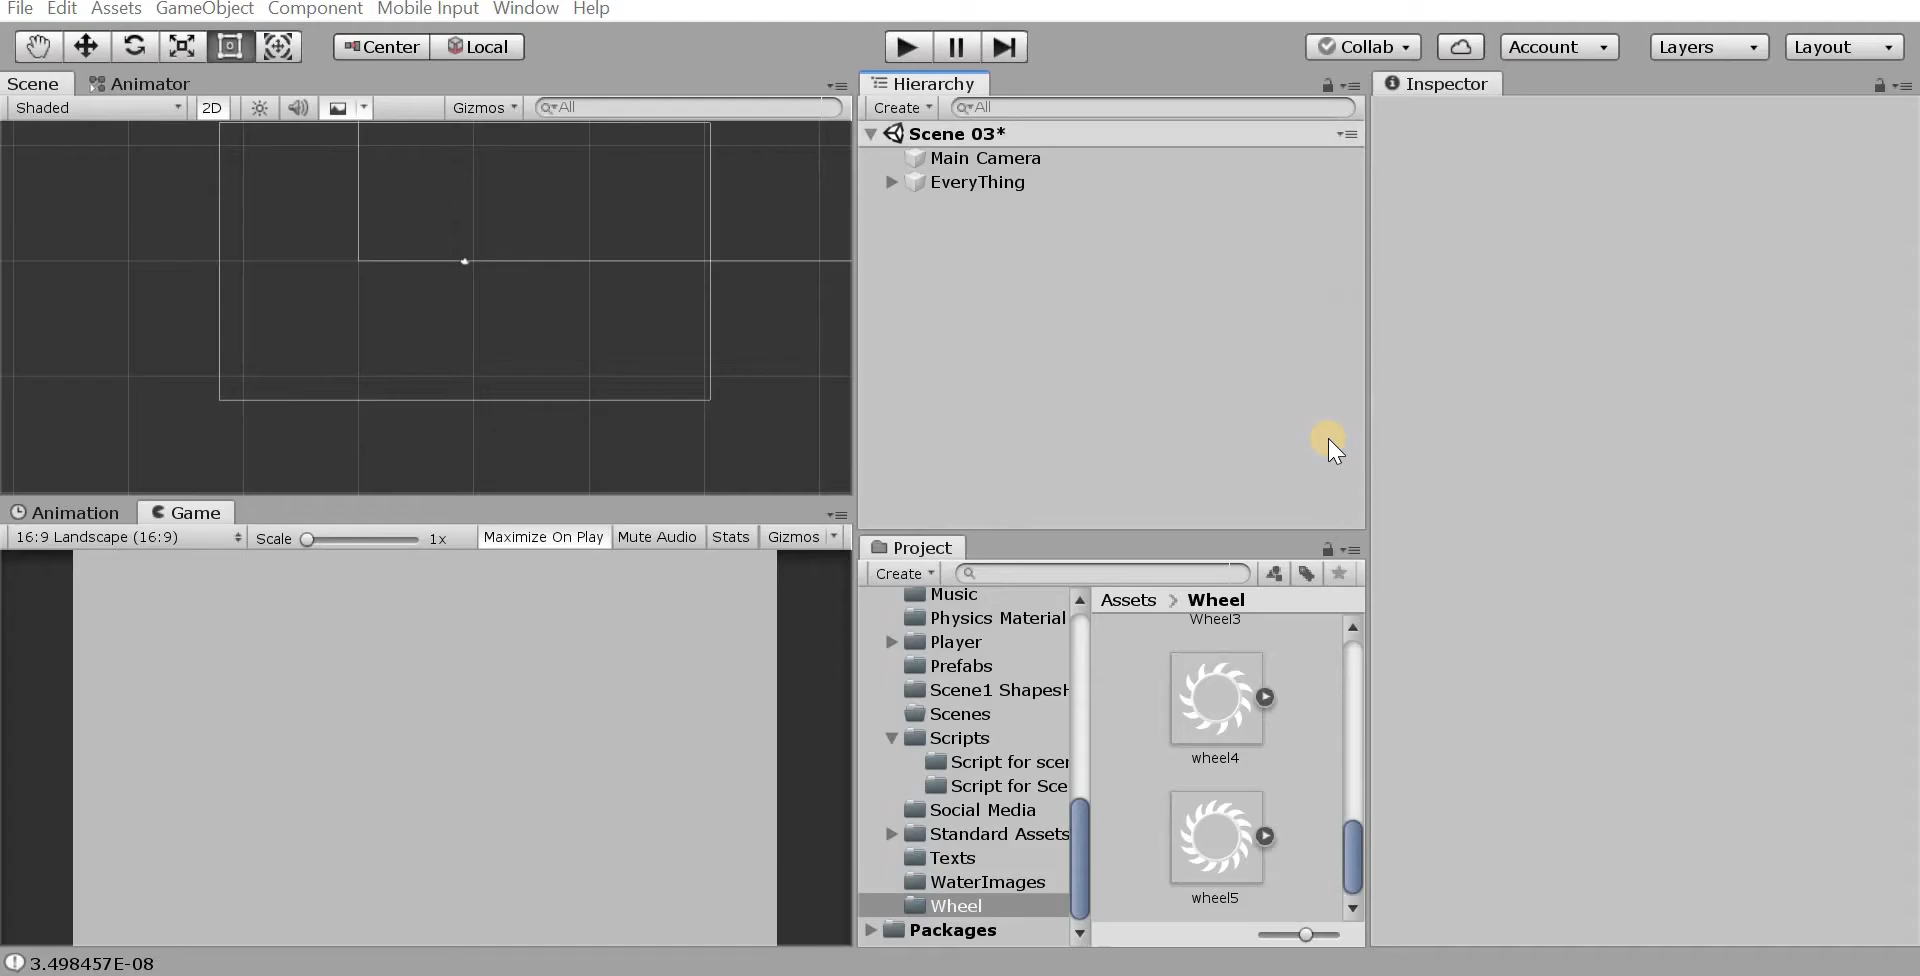 File Edit Assets GameObject Component Mobile Input Window Help
Center Local Collab Account Layers Layout
Scene Animator
Shaded 2D Gizmos All
Hierarchy
Create All
Scene 03*
Main Camera
EveryThing
Inspector
Animation Game
16:9 Landscape (16:9) Scale 1x Maximize On Play Mute Audio Stats Gizmos
Project
Create
Music
Physics Material
Player
Prefabs
Scene1 ShapesH
Scenes
Scripts
Script for scer
Script for Sce
Social Media
Standard Assets
Texts
WaterImages
Wheel
Packages
Assets > Wheel
Wheel3
wheel4
wheel5
3.498457E-08